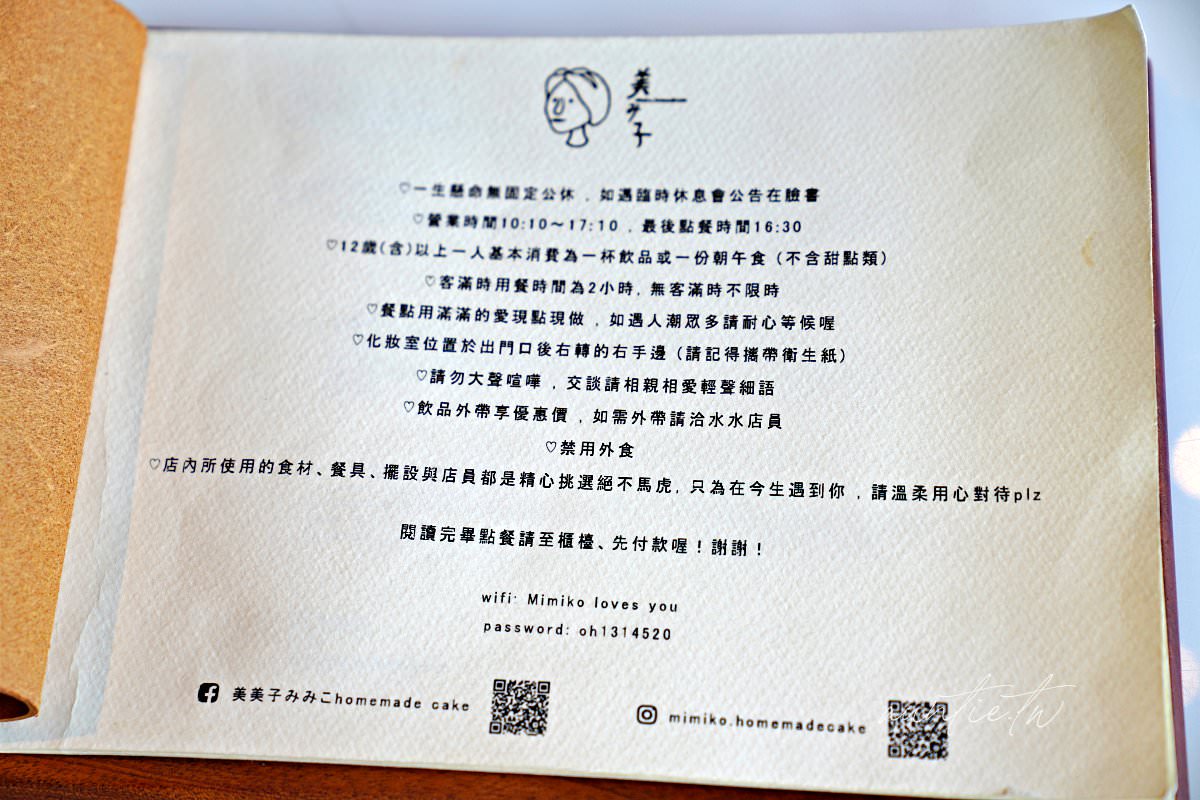 美み子
♡一生懸命無固定公休，如遇臨時休息會公告在臉書
♡營業時間10:10～17:10，最後點餐時間16:30
♡12歲(含)以上一人基本消費為一杯飲品或一份朝午食（不含甜點類）
♡客滿時用餐時間為2小時, 無客滿時不限時
♡餐點用滿滿的愛現點現做，如遇人潮眾多請耐心等候喔
♡化妝室位置於出門口後右轉的右手邊（請記得攜帶衛生紙）
♡請勿大聲喧嘩，交談請相親相愛輕聲細語
♡飲品外帶享優惠價，如需外帶請洽水水店員
♡禁用外食
♡店內所使用的食材、餐具、擺設與店員都是精心挑選絕不馬虎, 只為在今生遇到你，請溫柔用心對待plz
閱讀完畢點餐請至櫃檯、先付款喔！謝謝！
wifi: Mimiko loves you
password: oh1314520
美美子みみこhomemade cake
mimiko.homemadecake